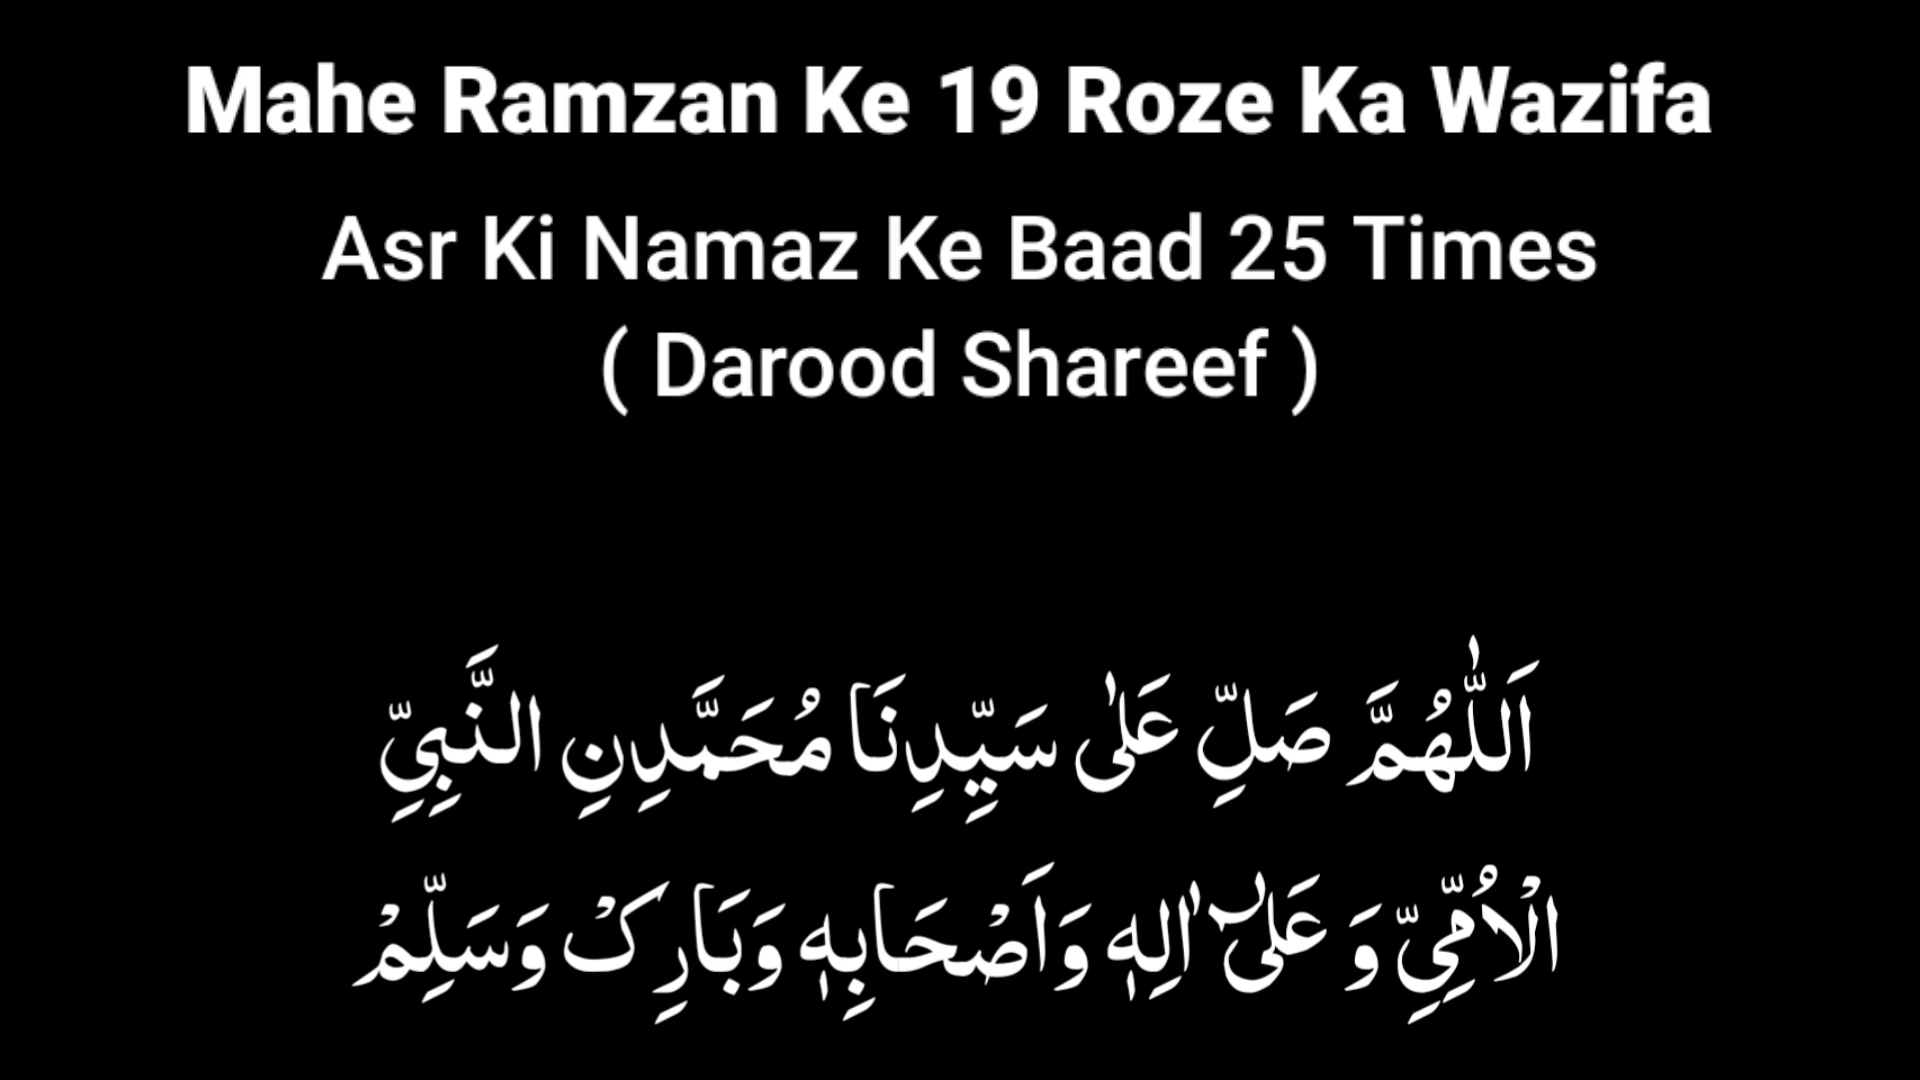 Mahe Ramzan Ke 19 Roze Ka Wazifa
Asr Ki Namaz Ke Baad 25 Times
( Darood Shareef )
اَللّٰهُمَّ صَلِّ عَلٰى سَيِّدِنَا مُحَمَّدِنِ النَّبِيِّ
الْاُمِّيِّ وَ عَلٰىٓ اٰلِهٖ وَاَصْحَابِهٖ وَبَارِكْ وَسَلِّمْ